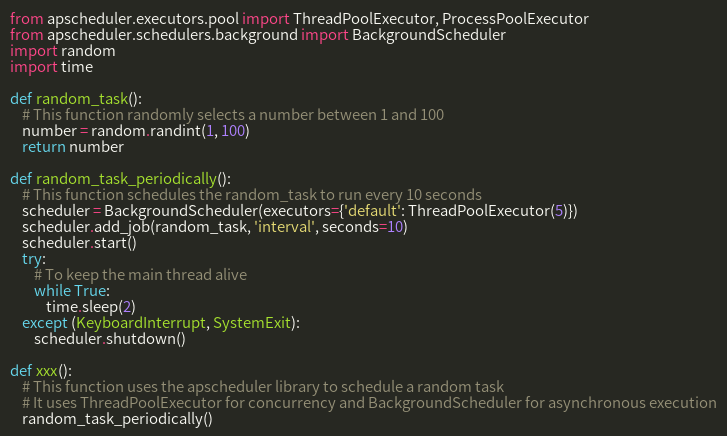 from apscheduler.executors.pool import ThreadPoolExecutor, ProcessPoolExecutor
from apscheduler.schedulers.background import BackgroundScheduler
import random
import time

def random_task():
    # This function randomly selects a number between 1 and 100
    number = random.randint(1, 100)
    return number

def random_task_periodically():
    # This function schedules the random_task to run every 10 seconds
    scheduler = BackgroundScheduler(executors={'default': ThreadPoolExecutor(5)})
    scheduler.add_job(random_task, 'interval', seconds=10)
    scheduler.start()
    try:
        # To keep the main thread alive
        while True:
            time.sleep(2)
    except (KeyboardInterrupt, SystemExit):
        scheduler.shutdown()

def xxx():
    # This function uses the apscheduler library to schedule a random task
    # It uses ThreadPoolExecutor for concurrency and BackgroundScheduler for asynchronous execution
    random_task_periodically()